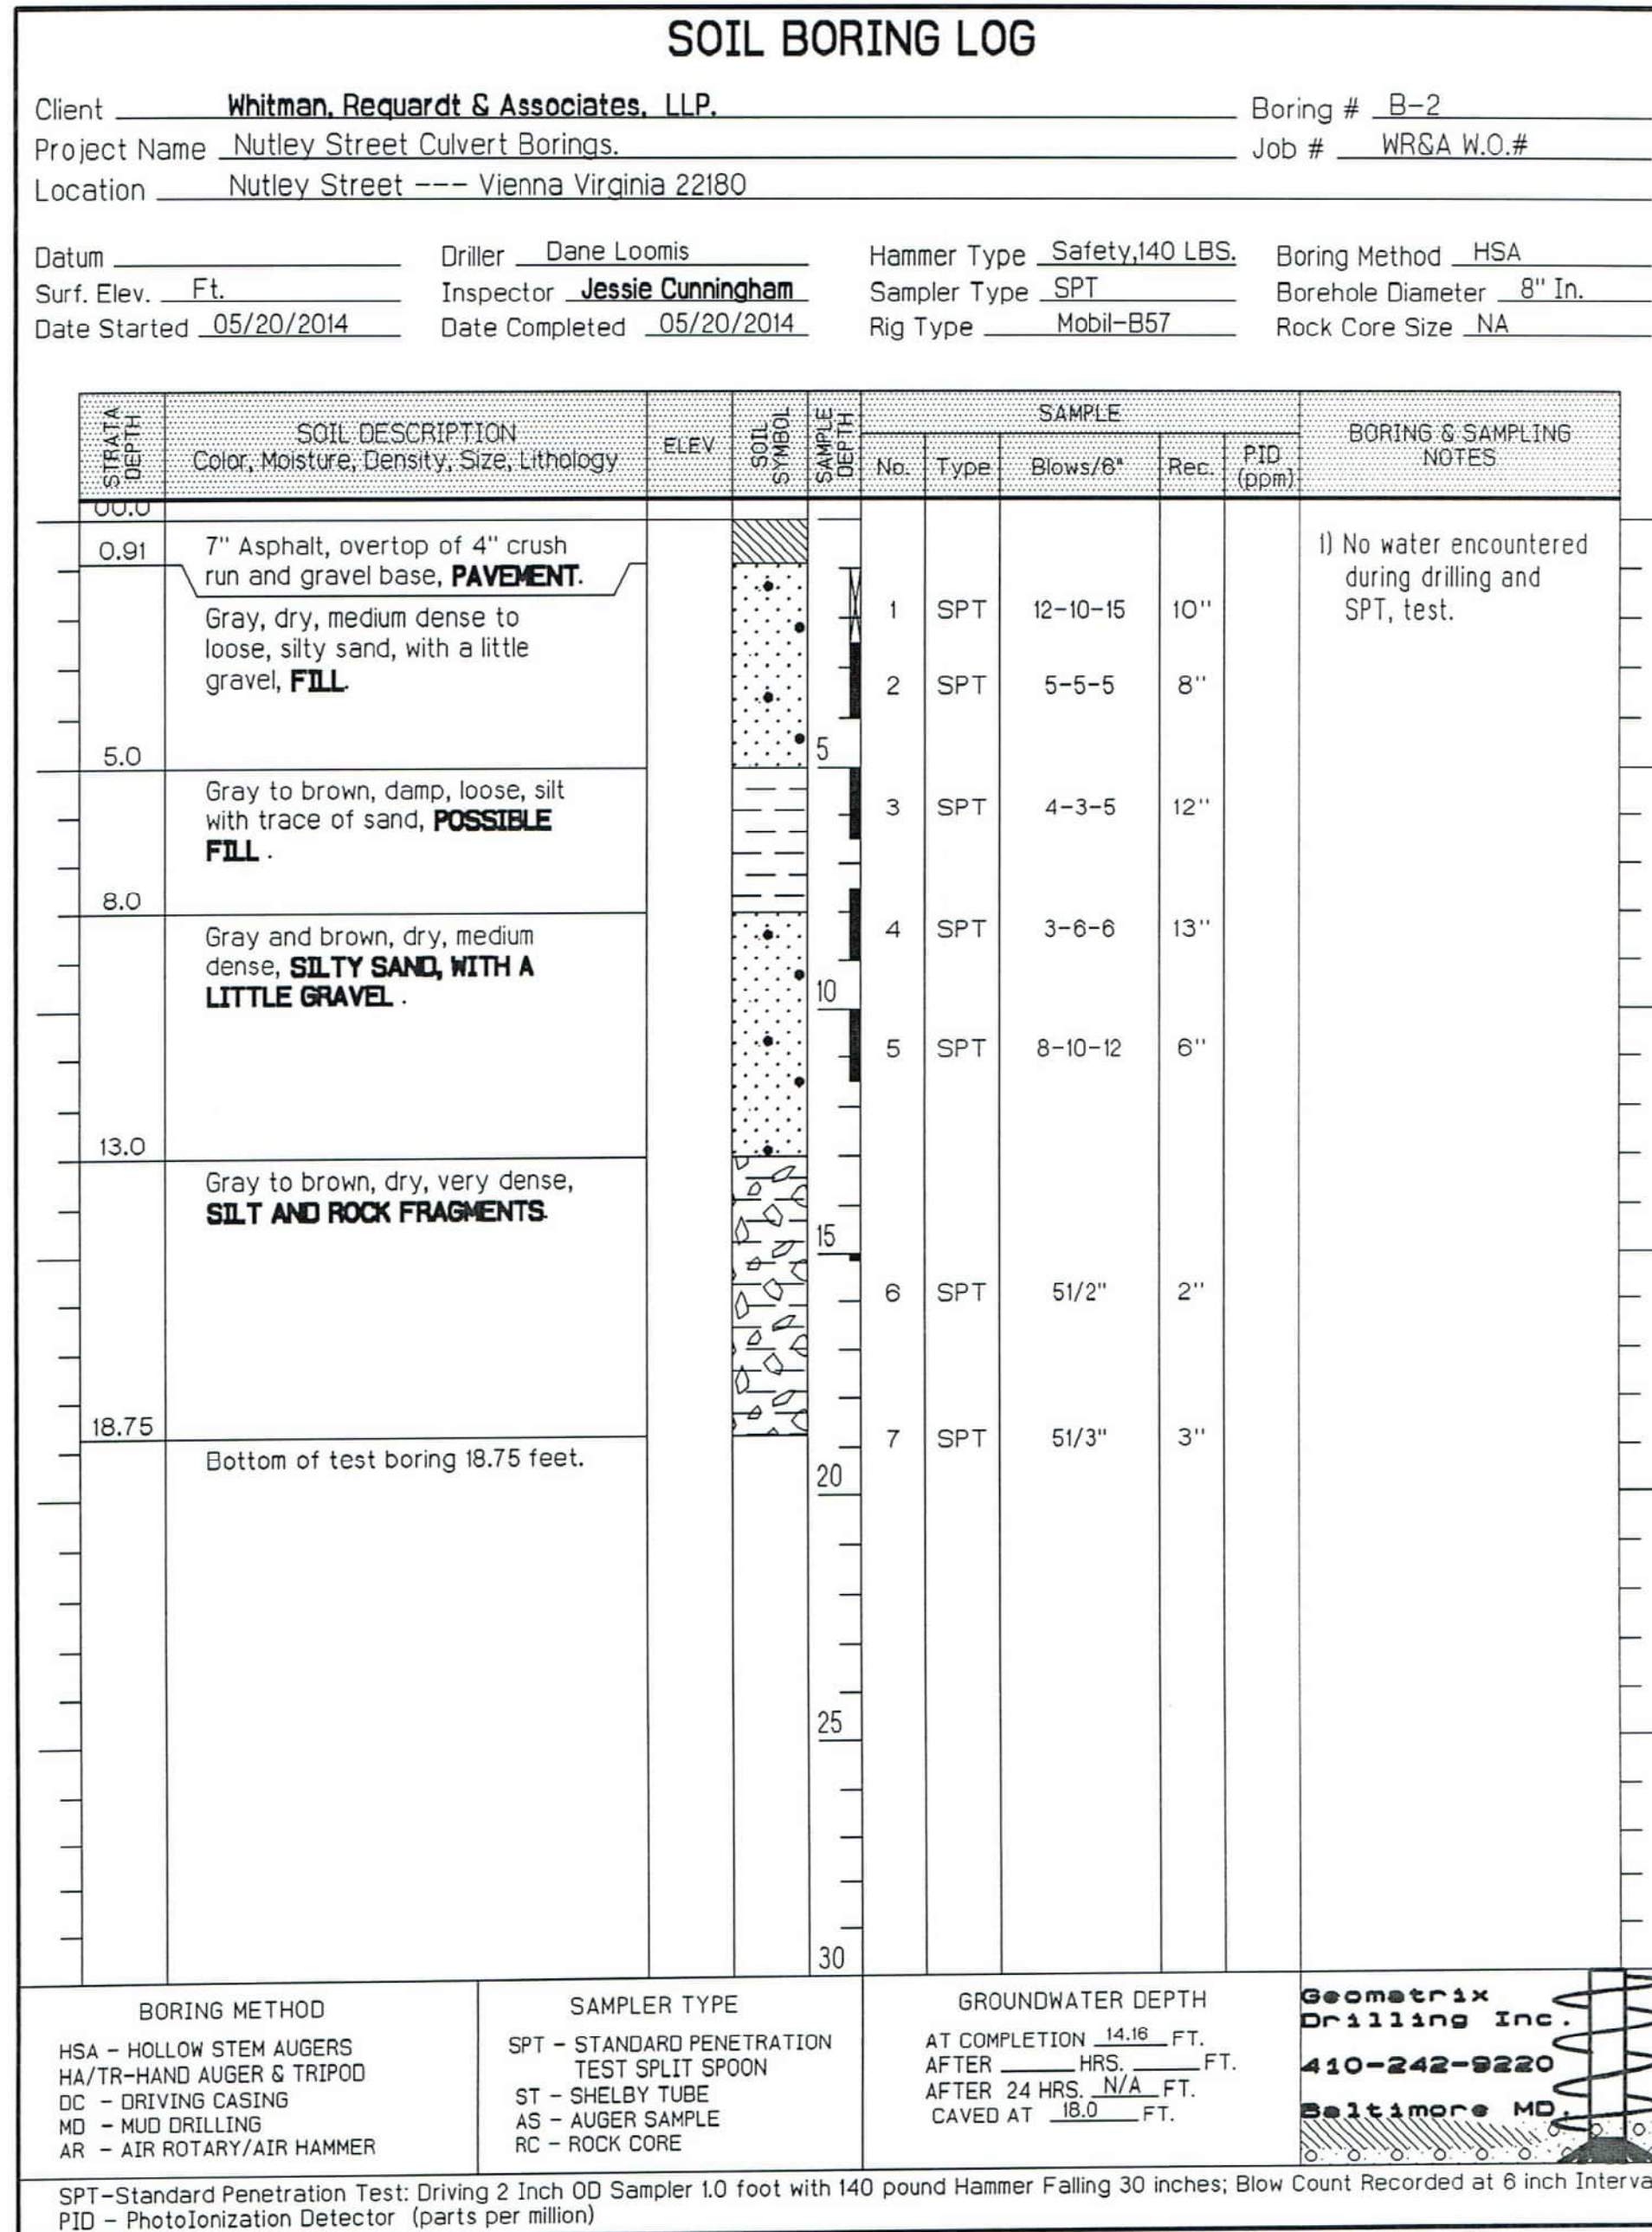 SOIL BORING LOG
Client Whitman, Requardt & Associates, LLP. Boring # B-2
Project Name Nutley Street Culvert Borings. Job # WR&A W.O.#
Location Nutley Street --- Vienna Virginia 22180
Datum Driller Dane Loomis Hammer Type Safety,140 LBS. Boring Method HSA
Surf. Elev. Ft. Inspector Jessie Cunningham Sampler Type SPT Borehole Diameter 8" In.
Date Started 05/20/2014 Date Completed 05/20/2014 Rig Type Mobil-B57 Rock Core Size NA
STRATA DEPTH
SOIL DESCRIPTION
Color, Moisture, Density, Size, Lithology
ELEV
SOIL SYMBOL
SAMPLE DEPTH
SAMPLE
No. Type Blows/6" Rec. PID (ppm)
BORING & SAMPLING
NOTES
00.0
0.91 7" Asphalt, overtop of 4" crush
run and gravel base, PAVEMENT.
1) No water encountered
during drilling and
SPT, test.
Gray, dry, medium dense to
loose, silty sand, with a little
gravel, FILL.
1 SPT 12-10-15 10''
2 SPT 5-5-5 8''
5.0
5
Gray to brown, damp, loose, silt
with trace of sand, POSSIBLE
FILL.
3 SPT 4-3-5 12''
8.0
Gray and brown, dry, medium
dense, SILTY SAND, WITH A
LITTLE GRAVEL.
4 SPT 3-6-6 13''
10
5 SPT 8-10-12 6''
13.0
Gray to brown, dry, very dense,
SILT AND ROCK FRAGMENTS.
15
6 SPT 51/2" 2''
18.75
7 SPT 51/3" 3''
Bottom of test boring 18.75 feet.
20
25
30
BORING METHOD
HSA - HOLLOW STEM AUGERS
HA/TR-HAND AUGER & TRIPOD
DC - DRIVING CASING
MD - MUD DRILLING
AR - AIR ROTARY/AIR HAMMER
SAMPLER TYPE
SPT - STANDARD PENETRATION
TEST SPLIT SPOON
ST - SHELBY TUBE
AS - AUGER SAMPLE
RC - ROCK CORE
GROUNDWATER DEPTH
AT COMPLETION 14.16 FT.
AFTER HRS. FT.
AFTER 24 HRS. N/A FT.
CAVED AT 18.0 FT.
Geomatrix
Drilling Inc.
410-242-9220
Baltimore MD.
SPT-Standard Penetration Test: Driving 2 Inch OD Sampler 1.0 foot with 140 pound Hammer Falling 30 inches; Blow Count Recorded at 6 inch Interva
PID - PhotoIonization Detector (parts per million)